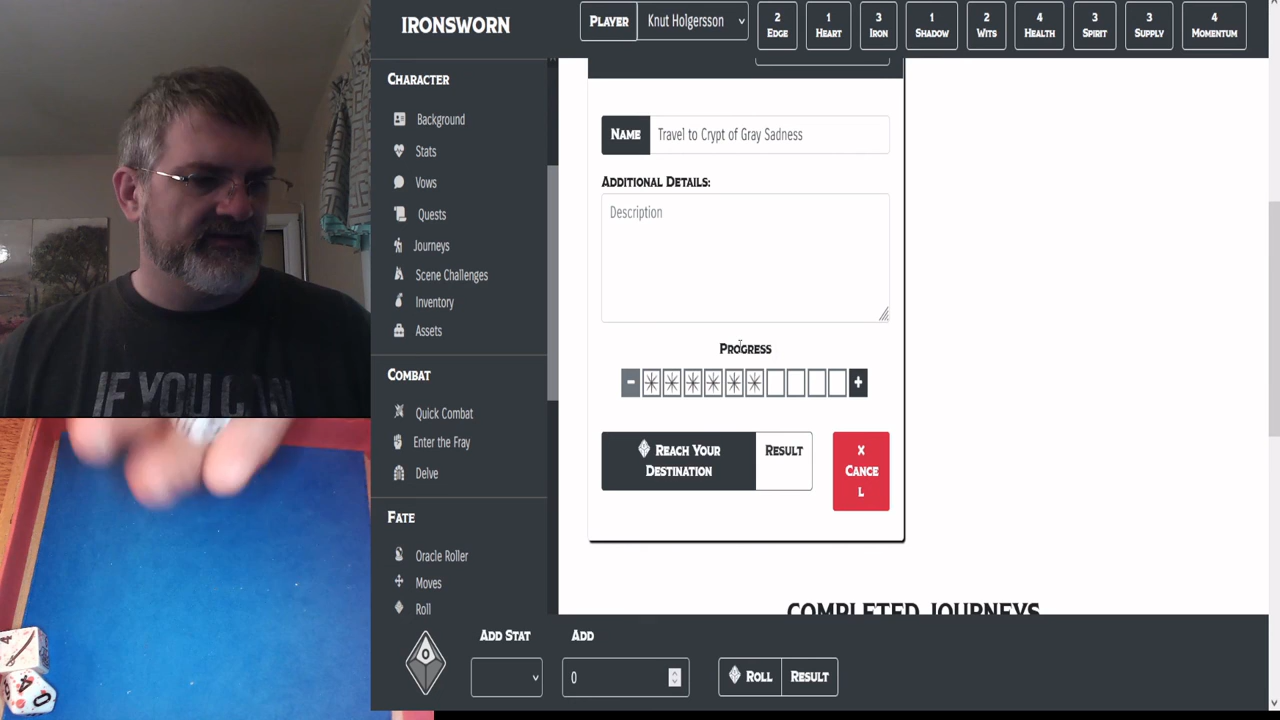 IRONSWORN
PLAYER Knut Holgersson
2 EDGE
1 HEART
3 IRON
1 SHADOW
2 WITS
4 HEALTH
3 SPIRIT
3 SUPPLY
4 MOMENTUM
CHARACTER
Background
Stats
Vows
Quests
Journeys
Scene Challenges
Inventory
Assets
COMBAT
Quick Combat
Enter the Fray
Delve
FATE
Oracle Roller
Moves
Roll
NAME Travel to Crypt of Gray Sadness
ADDITIONAL DETAILS:
Description
PROGRESS
- +
REACH YOUR
DESTINATION
RESULT
X
CANCE
L
COMPLETED JOURNEYS
0
ADD STAT
ADD
0
ROLL
RESULT
IF YOU CAN
4
0